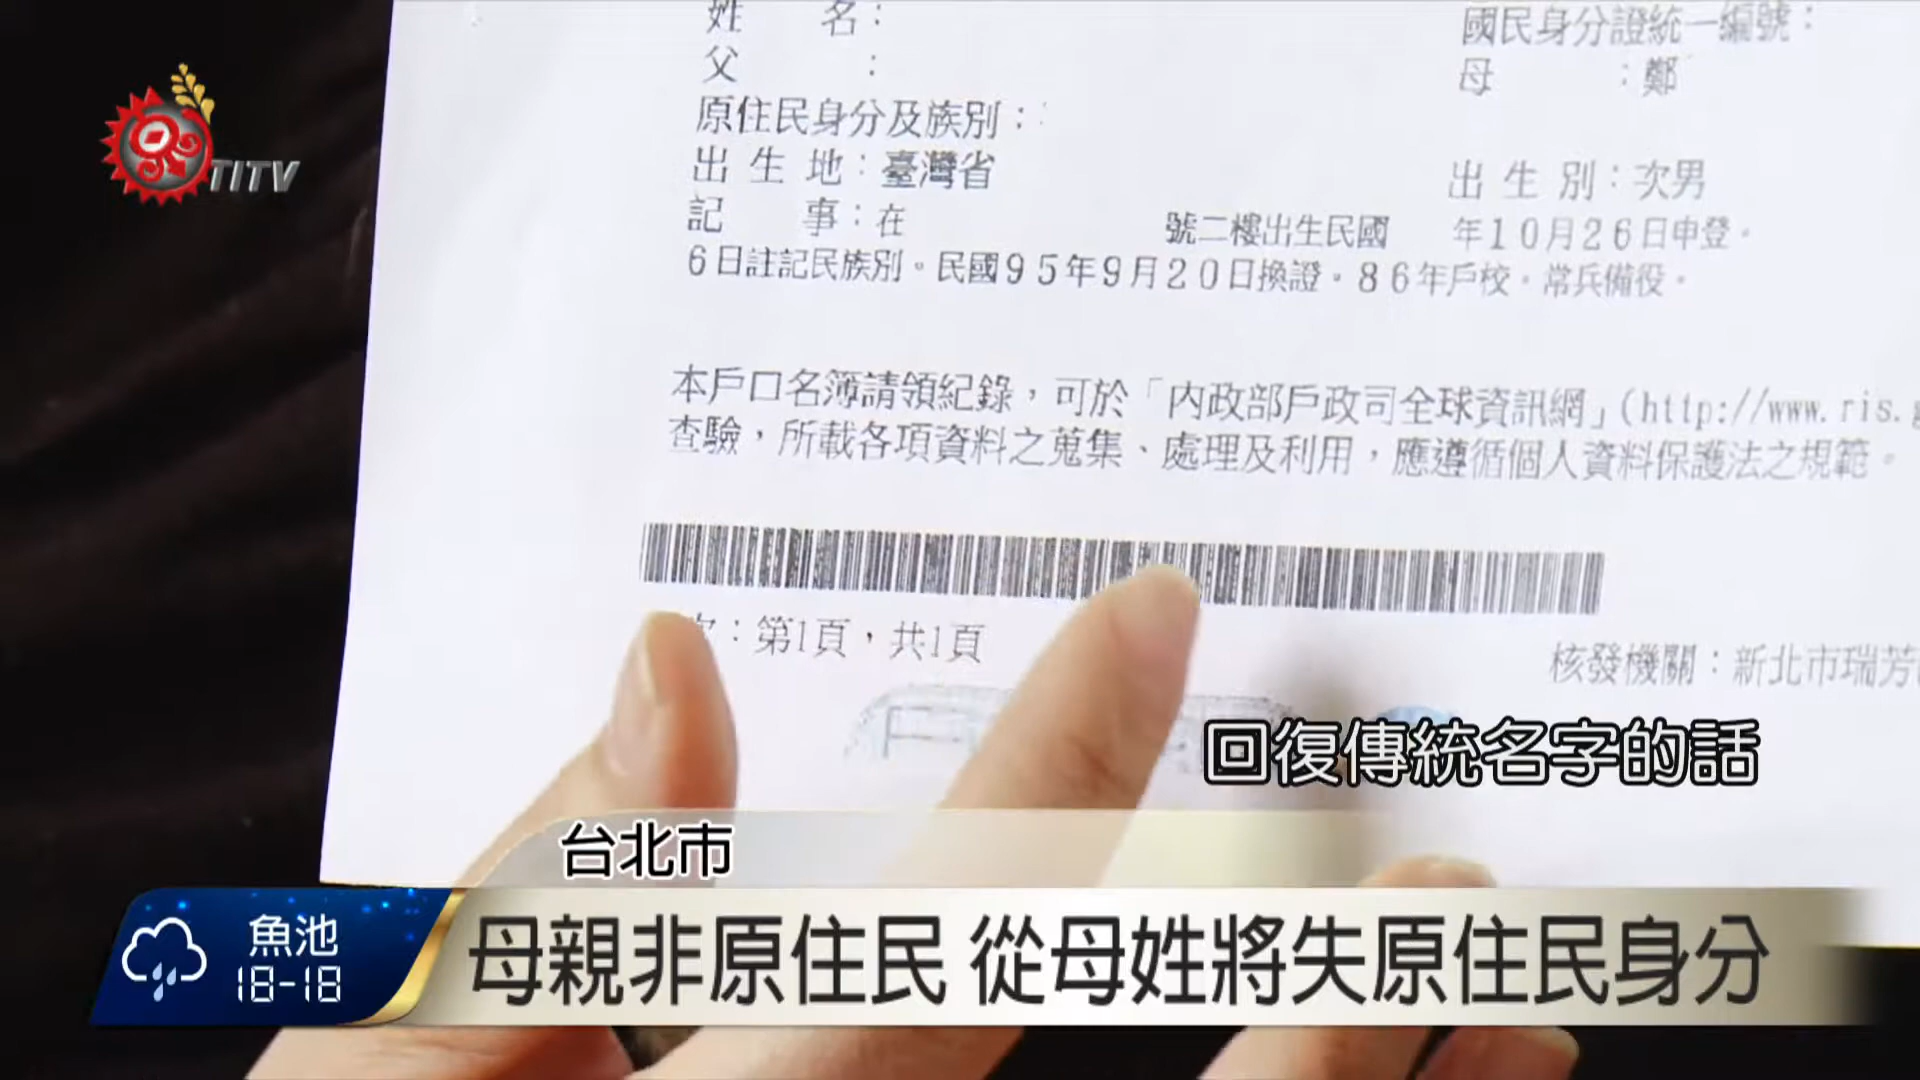 姓 名：
國民身分證統一編號：
父 ：
母 ：鄭
原住民身分及族別：
出 生 地：臺灣省
出 生 別：次男
記 事：在 號二樓出生民國 年10月26日申登。
6日註記民族別。民國95年9月20日換證。86年戶校。常兵備役。
本戶口名簿請領紀錄，可於「內政部戶政司全球資訊網」(http://www.ris.g
查驗，所載各項資料之蒐集、處理及利用，應遵循個人資料保護法之規範。
次：第1頁，共1頁
核發機關：新北市瑞芳
TITV
回復傳統名字的話
台北市
魚池
18-18
母親非原住民 從母姓將失原住民身分